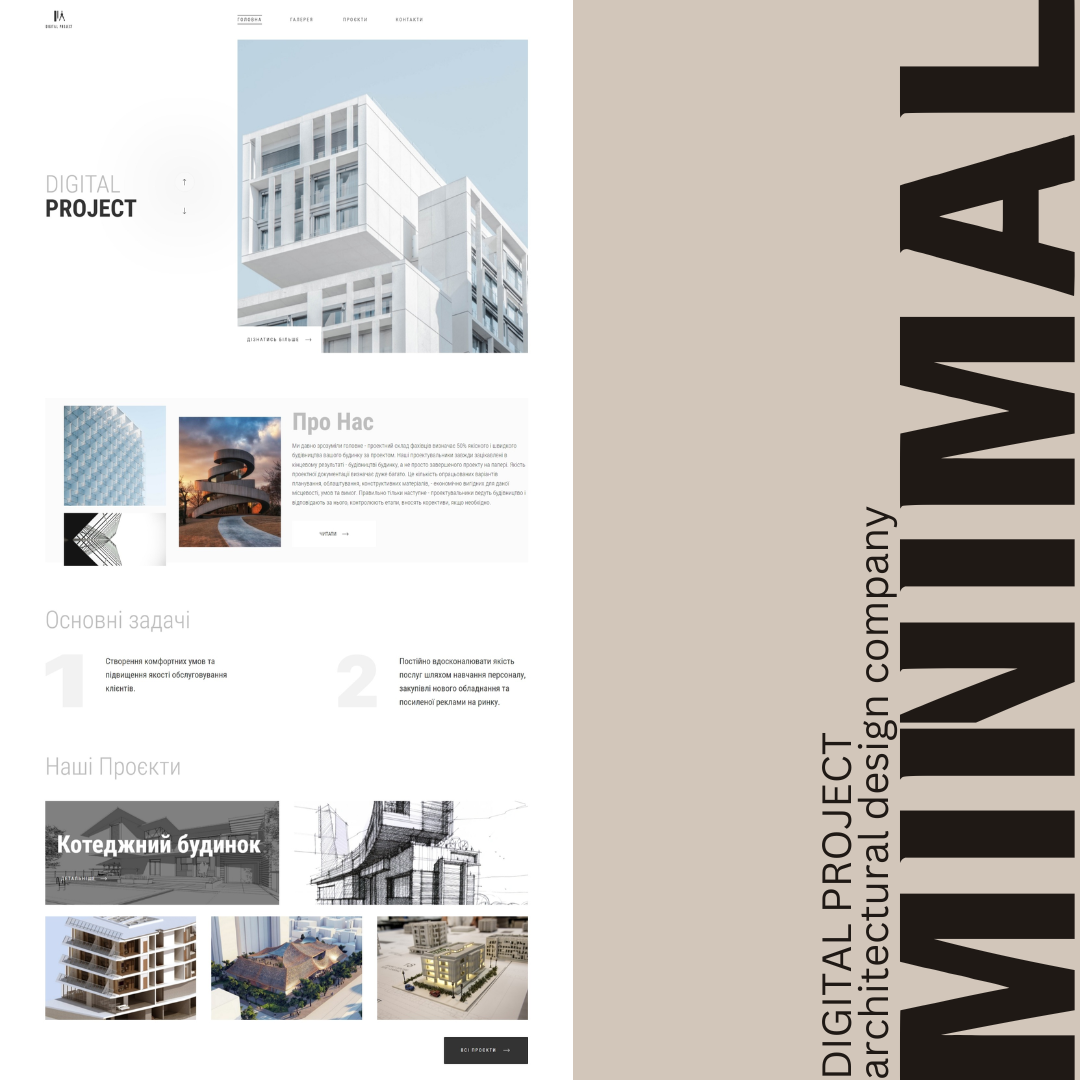 DIGITAL PROJECT
ГОЛОВНА
ГАЛЕРЕЯ
ПРОЄКТИ
КОНТАКТИ
DIGITAL
PROJECT
ДІЗНАТИСЬ БІЛЬШЕ
Про Нас
Ми давно зрозуміли головне - проектний склад фахівців визначає 50% якісного і швидкого
будівництва вашого будинку за проектом. Наші проектувальники завжди зацікавлені в
кінцевому результаті - будівництві будинку, а не просто завершеного проекту на папері. Якість
проектної документації визначає дуже багато. Це кількість опрацьованих варіантів
планування, облаштування, конструктивних матеріалів, - економічно вигідних для даної
місцевості, умов та вимог. Правильно тільки наступне - проектувальники ведуть будівництво і
відповідають за нього, контролюють етапи, вносять корективи, якщо необхідно.
ЧИТАТИ
Основні задачі
1
Створення комфортних умов та
підвищення якості обслуговування
клієнтів.
2
Постійно вдосконалювати якість
послуг шляхом навчання персоналу,
закупівлі нового обладнання та
посиленої реклами на ринку.
Наші Проєкти
Котеджний будинок
ДЕТАЛЬНІШЕ
ВСІ ПРОЄКТИ
DIGITAL PROJECT
architectural design company
MINIMAL